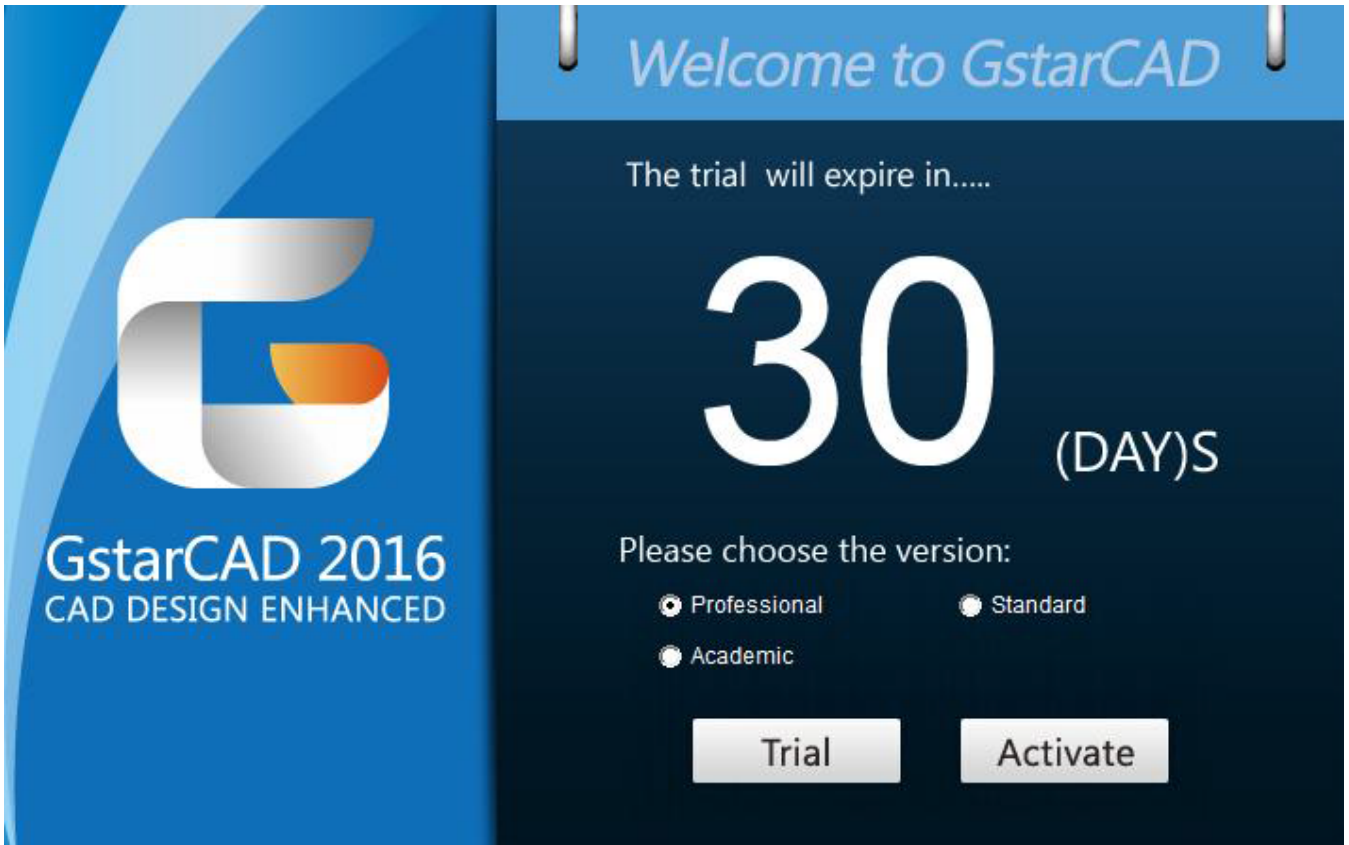 GstarCAD 2016
CAD DESIGN ENHANCED
Welcome to GstarCAD
The trial  will expire in.....
30
(DAY)S
Please choose the version:
Professional Standard
Academic
Trial Activate